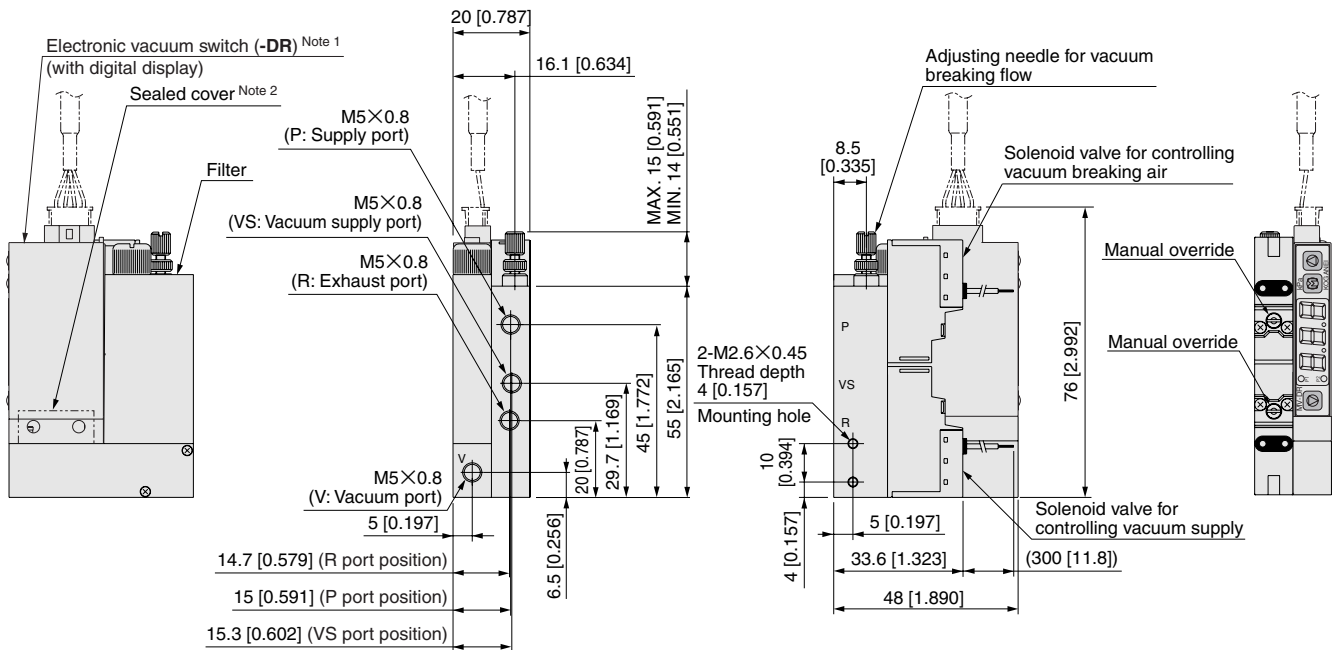 Electronic vacuum switch (-DR) Note 1
(with digital display)
Sealed cover Note 2
Filter
20 [0.787]
16.1 [0.634]
M5×0.8
(P: Supply port)
M5×0.8
(VS: Vacuum supply port)
M5×0.8
(R: Exhaust port)
MAX. 15 [0.591]
MIN. 14 [0.551]
V
M5×0.8
(V: Vacuum port)
20 [0.787]
29.7 [1.169]
45 [1.772]
55 [2.165]
5 [0.197]
6.5 [0.256]
14.7 [0.579] (R port position)
15 [0.591] (P port position)
15.3 [0.602] (VS port position)
Adjusting needle for vacuum
breaking flow
8.5
[0.335]
Solenoid valve for controlling
vacuum breaking air
P
VS
R
2-M2.6×0.45
Thread depth
4 [0.157]
Mounting hole
10
[0.394]
4 [0.157]
5 [0.197]
33.6 [1.323]
(300 [11.8])
48 [1.890]
76 [2.992]
Solenoid valve for
controlling vacuum supply
Manual override
Manual override